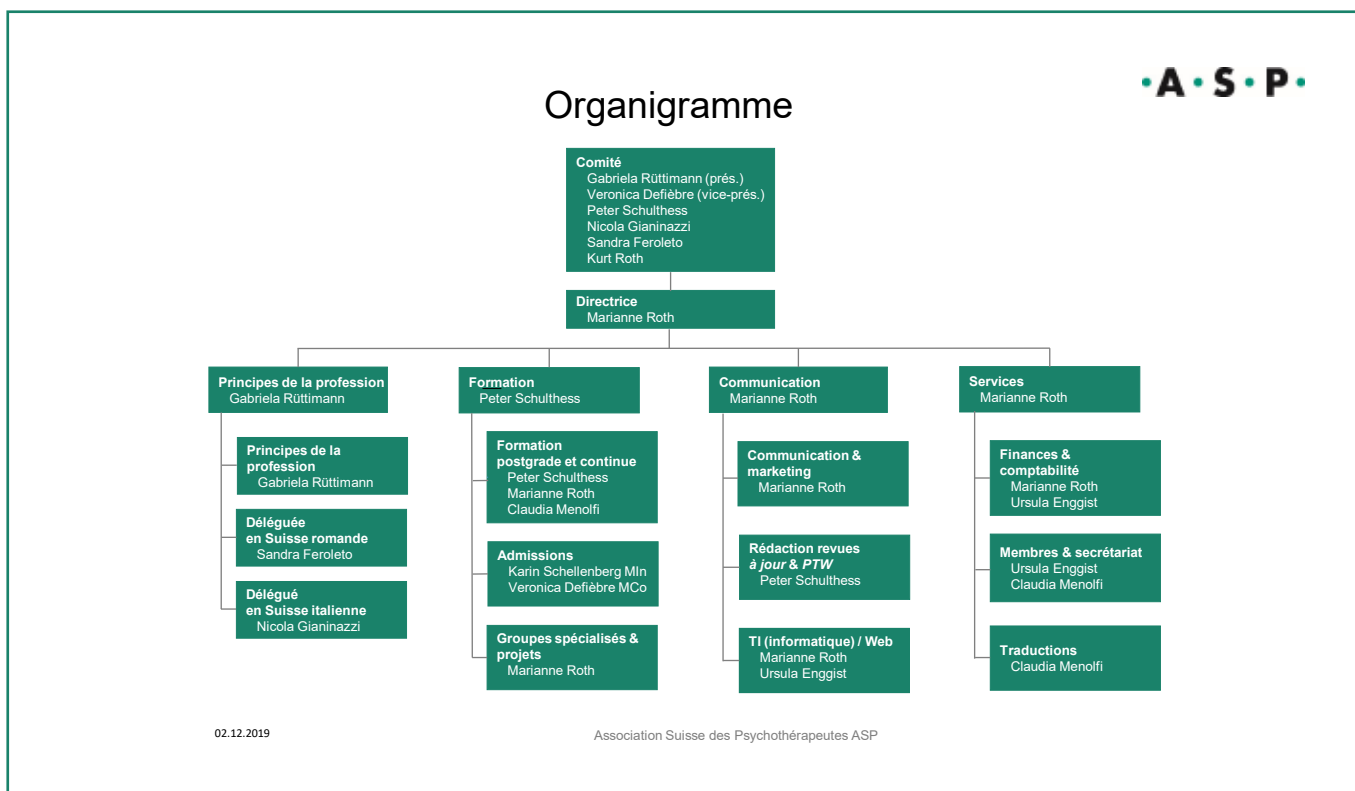 ·A·S·P·
Organigramme
Comité
Gabriela Rüttimann (prés.)
Veronica Defièbre (vice-prés.)
Peter Schulthess
Nicola Gianinazzi
Sandra Feroleto
Kurt Roth
Directrice
Marianne Roth
Principes de la profession
Gabriela Rüttimann
Principes de la
profession
Gabriela Rüttimann
Déléguée
en Suisse romande
Sandra Feroleto
Délégué
en Suisse italienne
Nicola Gianinazzi
Formation
Peter Schulthess
Formation
postgrade et continue
Peter Schulthess
Marianne Roth
Claudia Menolfi
Admissions
Karin Schellenberg MIn
Veronica Defièbre MCo
Groupes spécialisés &
projets
Marianne Roth
Communication
Marianne Roth
Communication &
marketing
Marianne Roth
Rédaction revues
à jour & PTW
Peter Schulthess
TI (informatique) / Web
Marianne Roth
Ursula Enggist
Services
Marianne Roth
Finances &
comptabilité
Marianne Roth
Ursula Enggist
Membres & secrétariat
Ursula Enggist
Claudia Menolfi
Traductions
Claudia Menolfi
02.12.2019
Association Suisse des Psychothérapeutes ASP